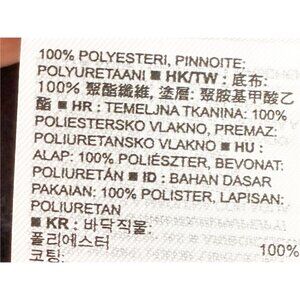 100% POLYESTERI, PINNOITE:
POLYURETAANI ■ HK/TW : 底布:
100% 聚酯纖維, 塗層: 聚胺基甲酸乙
酯 ■ HR : TEMELJNA TKANINA: 100%
POLIESTERSKO VLAKNO, PREMAZ:
POLIURETANSKO VLAKNO ■ HU :
ALAP: 100% POLIÉSZTER, BEVONAT:
POLIURETÁN ■ ID : BAHAN DASAR
PAKAIAN: 100% POLISTER, LAPISAN:
POLIURETAN
■ KR : 바닥 직물:
폴리에스터 100%
코팅: